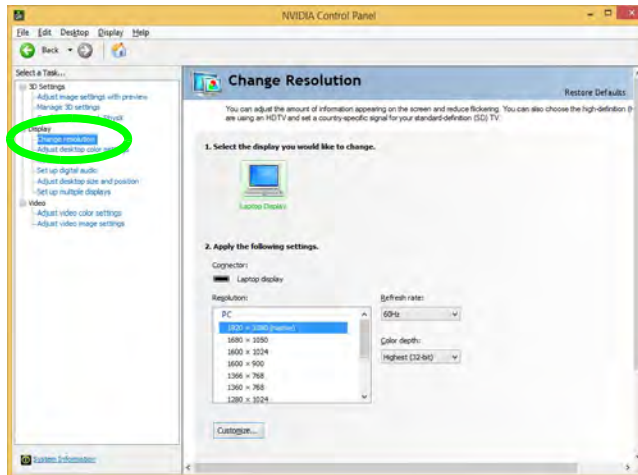 NVIDIA Control Panel
File Edit Desktop Display Help
Back
Select a Task...
3D Settings
Adjust image settings with preview
Manage 3D settings
Display
Change resolution
Adjust desktop color
Set up digital audio
Adjust desktop size and position
Set up multiple displays
Video
Adjust video color settings
Adjust video image settings
System Information
Change Resolution
Restore Defaults
You can adjust the amount of information appearing on the screen and reduce flickering. You can also choose the high-definition
are using an HDTV and set a country-specific signal for your standard-definition (SD) TV.
1. Select the display you would like to change.
Laptop Display
2. Apply the following settings.
Connector:
Laptop display
Resolution:
Refresh rate:
PC
60Hz
1920 × 1080 (native)
1680 × 1050
Color depth:
1600 × 1024
Highest (32-bit)
1600 × 900
1366 × 768
1360 × 768
1280 × 1024
Customize...